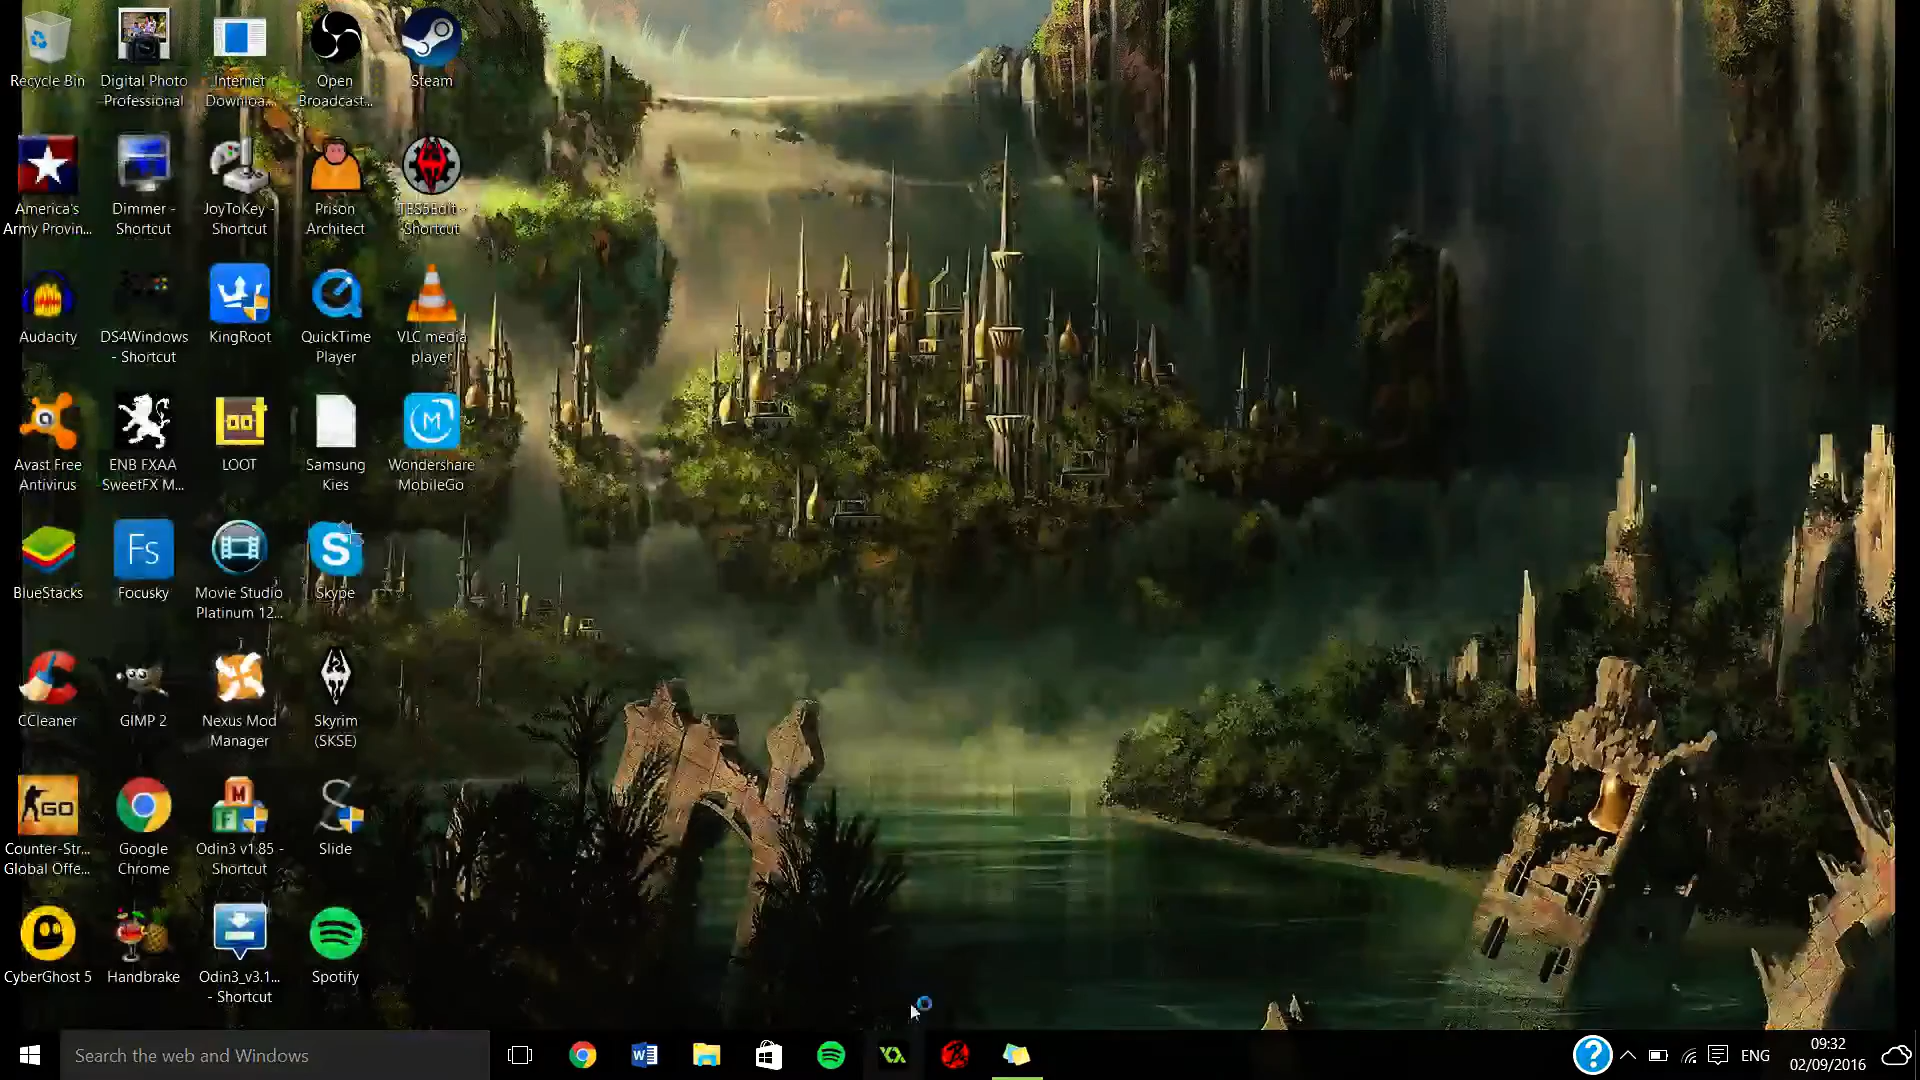 Recycle Bin
Digital Photo
Professional
Internet
Downloa...
Open
Broadcast...
Steam
America's
Army Provin...
Dimmer -
Shortcut
JoyToKey -
Shortcut
Prison
Architect
TES5Edit -
Shortcut
Audacity
DS4Windows
- Shortcut
KingRoot
QuickTime
Player
VLC media
player
Avast Free
Antivirus
ENB FXAA
SweetFX M...
LOOT
Samsung
Kies
M
Wondershare
MobileGo
BlueStacks
Fs
Focusky
Movie Studio
Platinum 12...
S
Skype
CCleaner
GIMP 2
Nexus Mod
Manager
Skyrim
(SKSE)
GO
Counter-Str...
Global Offe...
Google
Chrome
M
F
Odin3 v1.85 -
Shortcut
Slide
CyberGhost 5
Handbrake
Odin3_v3.1...
- Shortcut
Spotify
Search the web and Windows
?
ENG
09:32
02/09/2016